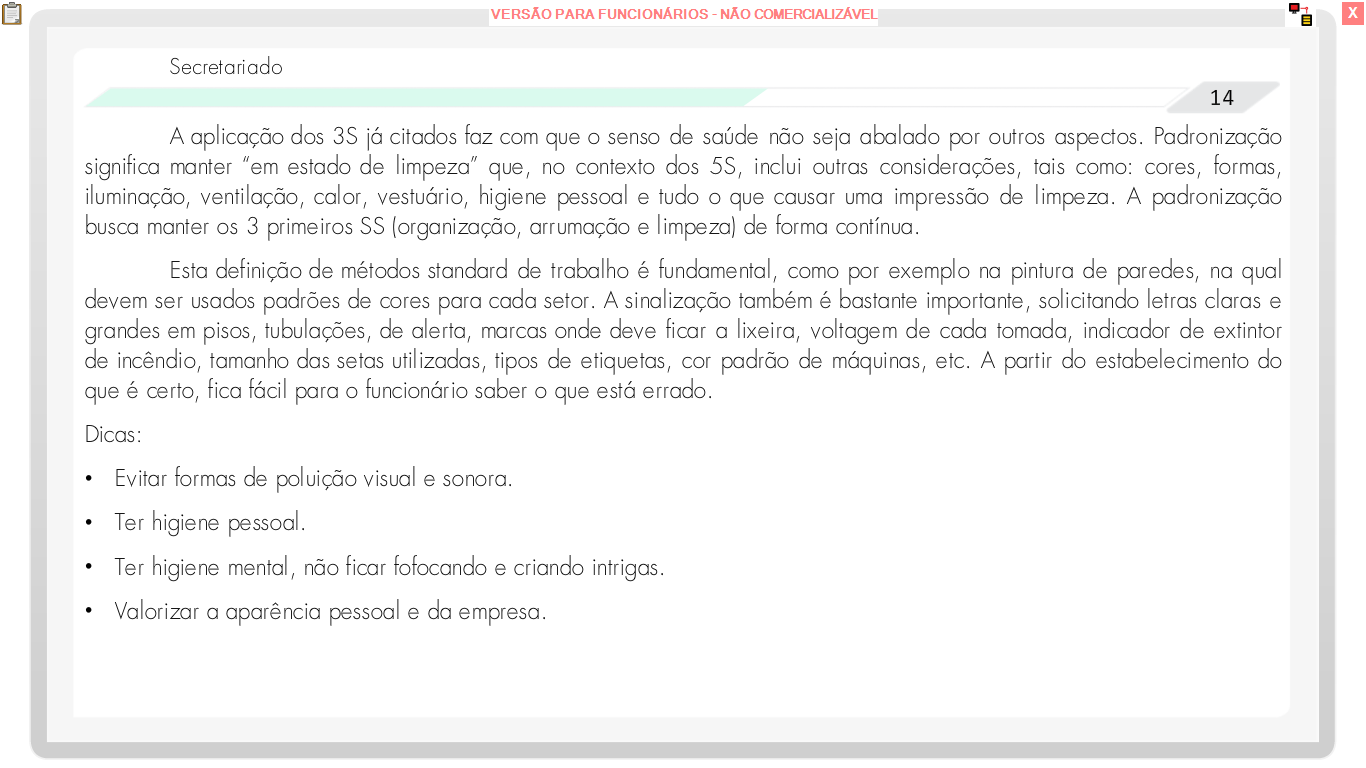 VERSÃO PARA FUNCIONÁRIOS - NÃO COMERCIALIZÁVEL
X
Secretariado
14
A aplicação dos 3S já citados faz com que o senso de saúde não seja abalado por outros aspectos. Padronização
significa manter “em estado de limpeza” que, no contexto dos 5S, inclui outras considerações, tais como: cores, formas,
iluminação, ventilação, calor, vestuário, higiene pessoal e tudo o que causar uma impressão de limpeza. A padronização
busca manter os 3 primeiros SS (organização, arrumação e limpeza) de forma contínua.
Esta definição de métodos standard de trabalho é fundamental, como por exemplo na pintura de paredes, na qual
devem ser usados padrões de cores para cada setor. A sinalização também é bastante importante, solicitando letras claras e
grandes em pisos, tubulações, de alerta, marcas onde deve ficar a lixeira, voltagem de cada tomada, indicador de extintor
de incêndio, tamanho das setas utilizadas, tipos de etiquetas, cor padrão de máquinas, etc. A partir do estabelecimento do
que é certo, fica fácil para o funcionário saber o que está errado.
Dicas:
• Evitar formas de poluição visual e sonora.
• Ter higiene pessoal.
• Ter higiene mental, não ficar fofocando e criando intrigas.
• Valorizar a aparência pessoal e da empresa.